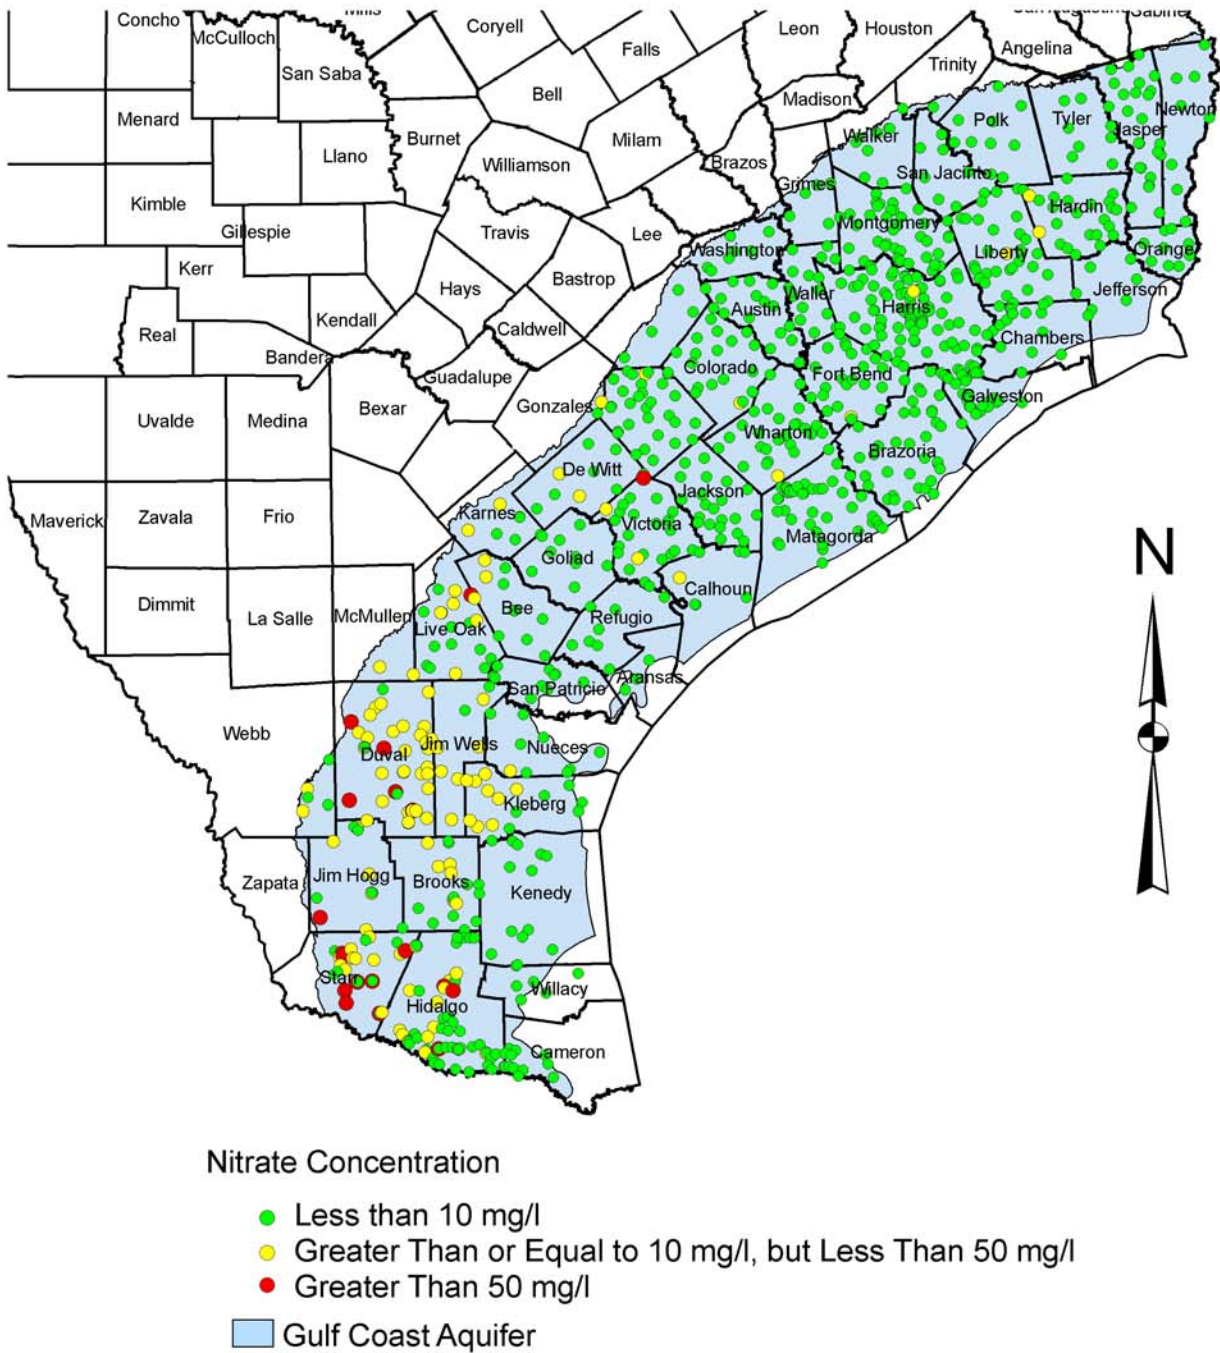 Concho
McCulloch
San Saba
Mills
Coryell
Falls
Leon
Houston
Angelina
San Augustine
Sabine
Trinity
Menard
Bell
Madison
Burnet
Milam
Walker
Polk
Tyler
Jasper
Newton
Llano
Williamson
Brazos
Grimes
San Jacinto
Kimble
Hardin
Gillespie
Travis
Lee
Montgomery
Washington
Liberty
Orange
Kerr
Hays
Bastrop
Jefferson
Real
Kendall
Caldwell
Austin
Waller
Harris
Chambers
Bandera
Guadalupe
Colorado
Fort Bend
Galveston
Uvalde
Medina
Bexar
Gonzales
Wharton
Brazoria
De Witt
Jackson
Maverick
Zavala
Frio
Karnes
Victoria
Matagorda
N
Goliad
Dimmit
La Salle
McMullen
Live Oak
Bee
Refugio
Calhoun
San Patricio
Aransas
Webb
Duval
Jim Wells
Nueces
Kleberg
Zapata
Jim Hogg
Brooks
Kenedy
Starr
Hidalgo
Willacy
Cameron
Nitrate Concentration
Less than 10 mg/l
Greater Than or Equal to 10 mg/l, but Less Than 50 mg/l
Greater Than 50 mg/l
Gulf Coast Aquifer